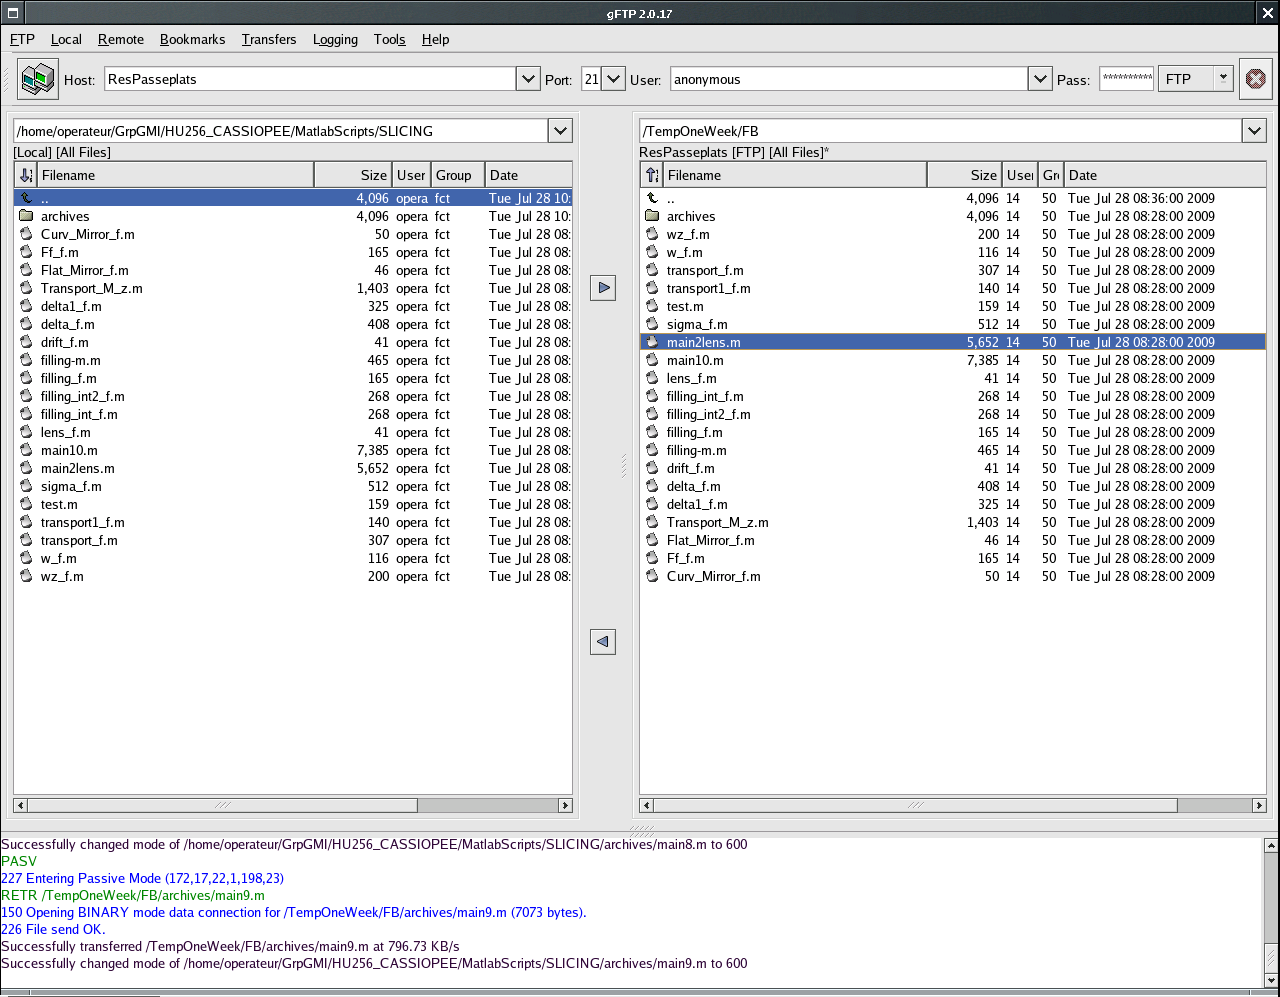 gFTP 2.0.17
FTP Local Remote Bookmarks Transfers Logging Tools Help
Host: ResPasseplats Port: 21 User: anonymous Pass: ********** FTP
/home/operateur/GrpGMI/HU256_CASSIOPEE/MatlabScripts/SLICING
[Local] [All Files]
Filename Size User Group Date
.. 4,096 opera fct Tue Jul 28 10:
archives 4,096 opera fct Tue Jul 28 10:
Curv_Mirror_f.m 50 opera fct Tue Jul 28 08:
Ff_f.m 165 opera fct Tue Jul 28 08:
Flat_Mirror_f.m 46 opera fct Tue Jul 28 08:
Transport_M_z.m 1,403 opera fct Tue Jul 28 08:
delta1_f.m 325 opera fct Tue Jul 28 08:
delta_f.m 408 opera fct Tue Jul 28 08:
drift_f.m 41 opera fct Tue Jul 28 08:
filling-m.m 465 opera fct Tue Jul 28 08:
filling_f.m 165 opera fct Tue Jul 28 08:
filling_int2_f.m 268 opera fct Tue Jul 28 08:
filling_int_f.m 268 opera fct Tue Jul 28 08:
lens_f.m 41 opera fct Tue Jul 28 08:
main10.m 7,385 opera fct Tue Jul 28 08:
main2lens.m 5,652 opera fct Tue Jul 28 08:
sigma_f.m 512 opera fct Tue Jul 28 08:
test.m 159 opera fct Tue Jul 28 08:
transport1_f.m 140 opera fct Tue Jul 28 08:
transport_f.m 307 opera fct Tue Jul 28 08:
w_f.m 116 opera fct Tue Jul 28 08:
wz_f.m 200 opera fct Tue Jul 28 08:
/TempOneWeek/FB
ResPasseplats [FTP] [All Files]*
Filename Size User Gr Date
.. 4,096 14 50 Tue Jul 28 08:36:00 2009
archives 4,096 14 50 Tue Jul 28 08:28:00 2009
wz_f.m 200 14 50 Tue Jul 28 08:28:00 2009
w_f.m 116 14 50 Tue Jul 28 08:28:00 2009
transport_f.m 307 14 50 Tue Jul 28 08:28:00 2009
transport1_f.m 140 14 50 Tue Jul 28 08:28:00 2009
test.m 159 14 50 Tue Jul 28 08:28:00 2009
sigma_f.m 512 14 50 Tue Jul 28 08:28:00 2009
main2lens.m 5,652 14 50 Tue Jul 28 08:28:00 2009
main10.m 7,385 14 50 Tue Jul 28 08:28:00 2009
lens_f.m 41 14 50 Tue Jul 28 08:28:00 2009
filling_int_f.m 268 14 50 Tue Jul 28 08:28:00 2009
filling_int2_f.m 268 14 50 Tue Jul 28 08:28:00 2009
filling_f.m 165 14 50 Tue Jul 28 08:28:00 2009
filling-m.m 465 14 50 Tue Jul 28 08:28:00 2009
drift_f.m 41 14 50 Tue Jul 28 08:28:00 2009
delta_f.m 408 14 50 Tue Jul 28 08:28:00 2009
delta1_f.m 325 14 50 Tue Jul 28 08:28:00 2009
Transport_M_z.m 1,403 14 50 Tue Jul 28 08:28:00 2009
Flat_Mirror_f.m 46 14 50 Tue Jul 28 08:28:00 2009
Ff_f.m 165 14 50 Tue Jul 28 08:28:00 2009
Curv_Mirror_f.m 50 14 50 Tue Jul 28 08:28:00 2009
Successfully changed mode of /home/operateur/GrpGMI/HU256_CASSIOPEE/MatlabScripts/SLICING/archives/main8.m to 600
PASV
227 Entering Passive Mode (172,17,22,1,198,23)
RETR /TempOneWeek/FB/archives/main9.m
150 Opening BINARY mode data connection for /TempOneWeek/FB/archives/main9.m (7073 bytes).
226 File send OK.
Successfully transferred /TempOneWeek/FB/archives/main9.m at 796.73 KB/s
Successfully changed mode of /home/operateur/GrpGMI/HU256_CASSIOPEE/MatlabScripts/SLICING/archives/main9.m to 600